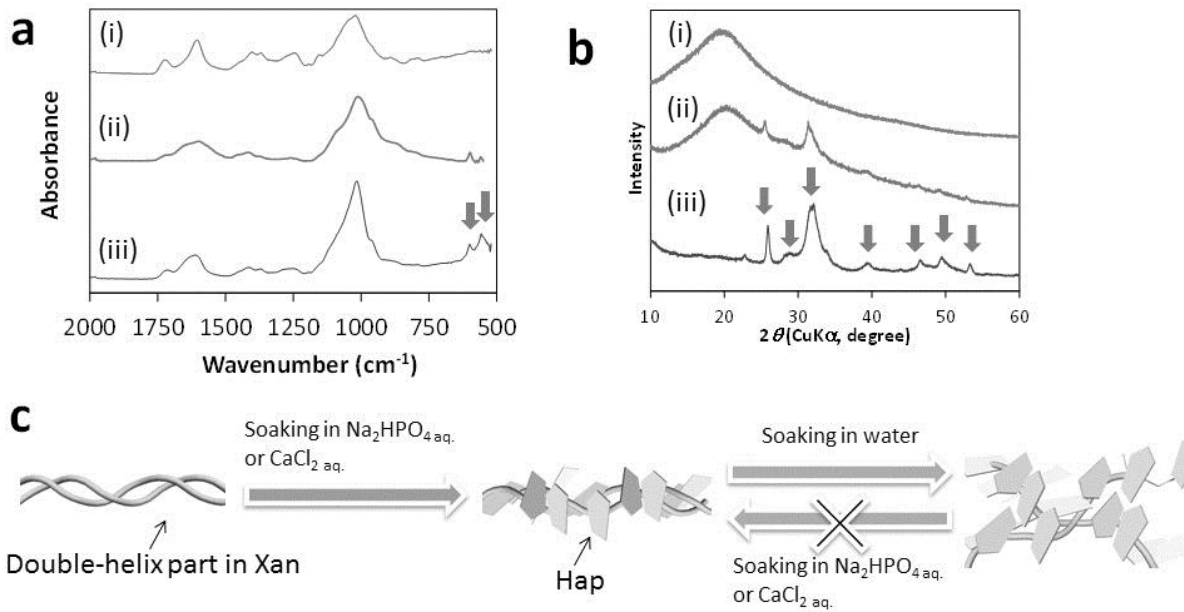 a
(i)
(ii)
(iii)
Absorbance
2000 1750 1500 1250 1000 750 500
Wavenumber (cm⁻¹)
b
(i)
(ii)
(iii)
Intensity
10 20 30 40 50 60
2θ(CuKα, degree)
c
Soaking in Na₂HPO₄ aq.
or CaCl₂ aq.
Soaking in water
Double-helix part in Xan
Hap
Soaking in Na₂HPO₄ aq.
or CaCl₂ aq.